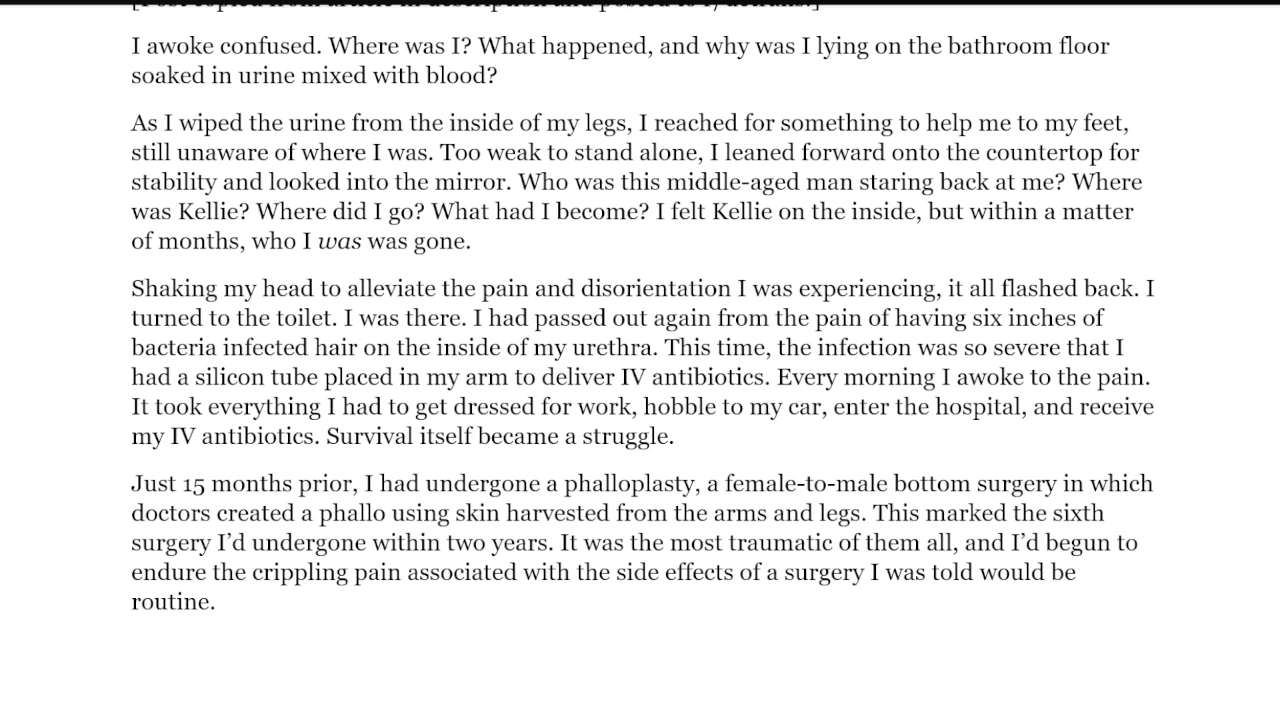 I awoke confused. Where was I? What happened, and why was I lying on the bathroom floor
soaked in urine mixed with blood?
As I wiped the urine from the inside of my legs, I reached for something to help me to my feet,
still unaware of where I was. Too weak to stand alone, I leaned forward onto the countertop for
stability and looked into the mirror. Who was this middle-aged man staring back at me? Where
was Kellie? Where did I go? What had I become? I felt Kellie on the inside, but within a matter
of months, who I was was gone.
Shaking my head to alleviate the pain and disorientation I was experiencing, it all flashed back. I
turned to the toilet. I was there. I had passed out again from the pain of having six inches of
bacteria infected hair on the inside of my urethra. This time, the infection was so severe that I
had a silicon tube placed in my arm to deliver IV antibiotics. Every morning I awoke to the pain.
It took everything I had to get dressed for work, hobble to my car, enter the hospital, and receive
my IV antibiotics. Survival itself became a struggle.
Just 15 months prior, I had undergone a phalloplasty, a female-to-male bottom surgery in which
doctors created a phallo using skin harvested from the arms and legs. This marked the sixth
surgery I’d undergone within two years. It was the most traumatic of them all, and I’d begun to
endure the crippling pain associated with the side effects of a surgery I was told would be
routine.